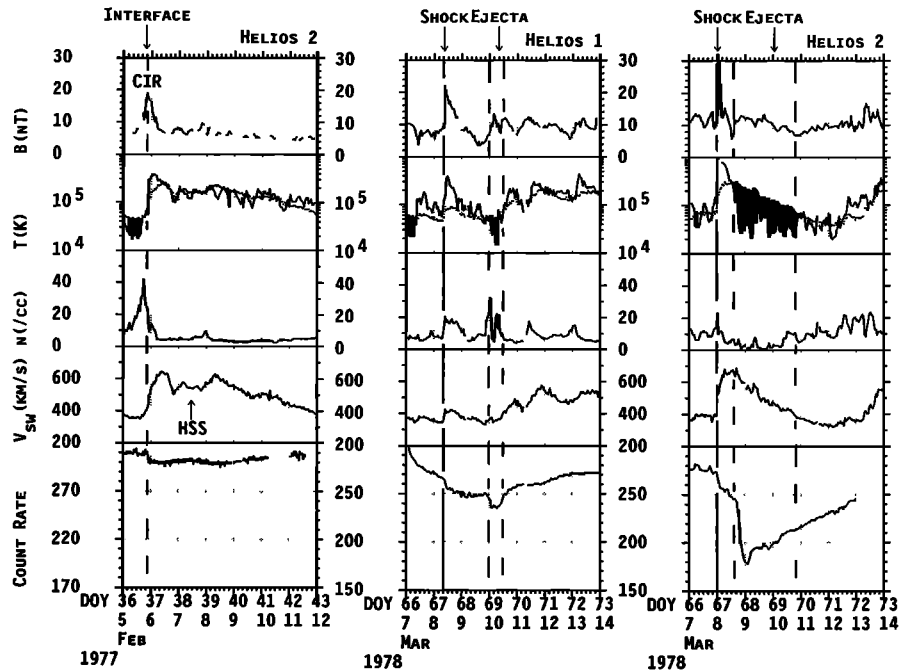 INTERFACE SHOCK EJECTA SHOCK EJECTA
HELIOS 2 HELIOS 1 HELIOS 2
30 30 30
CIR
20 20 20
B(nT)
10 10 10
0 0 0
10^5 10^5 10^5
T(K)
10^4 10^4 10^4
40 40 40
N(/CC)
20 20 20
0 0 0
600 600 600
VSW(KM/S)
400 400 400
HSS
200 200 200
COUNT RATE
270 250 250
220 200 200
170 150 150
DOY 36 37 38 39 40 41 42 43 DOY 66 67 68 69 70 71 72 73 DOY 66 67 68 69 70 71 72 73
5 6 7 8 9 10 11 12 7 8 9 10 11 12 13 14 7 8 9 10 11 12 13 14
FEB MAR MAR
1977 1978 1978